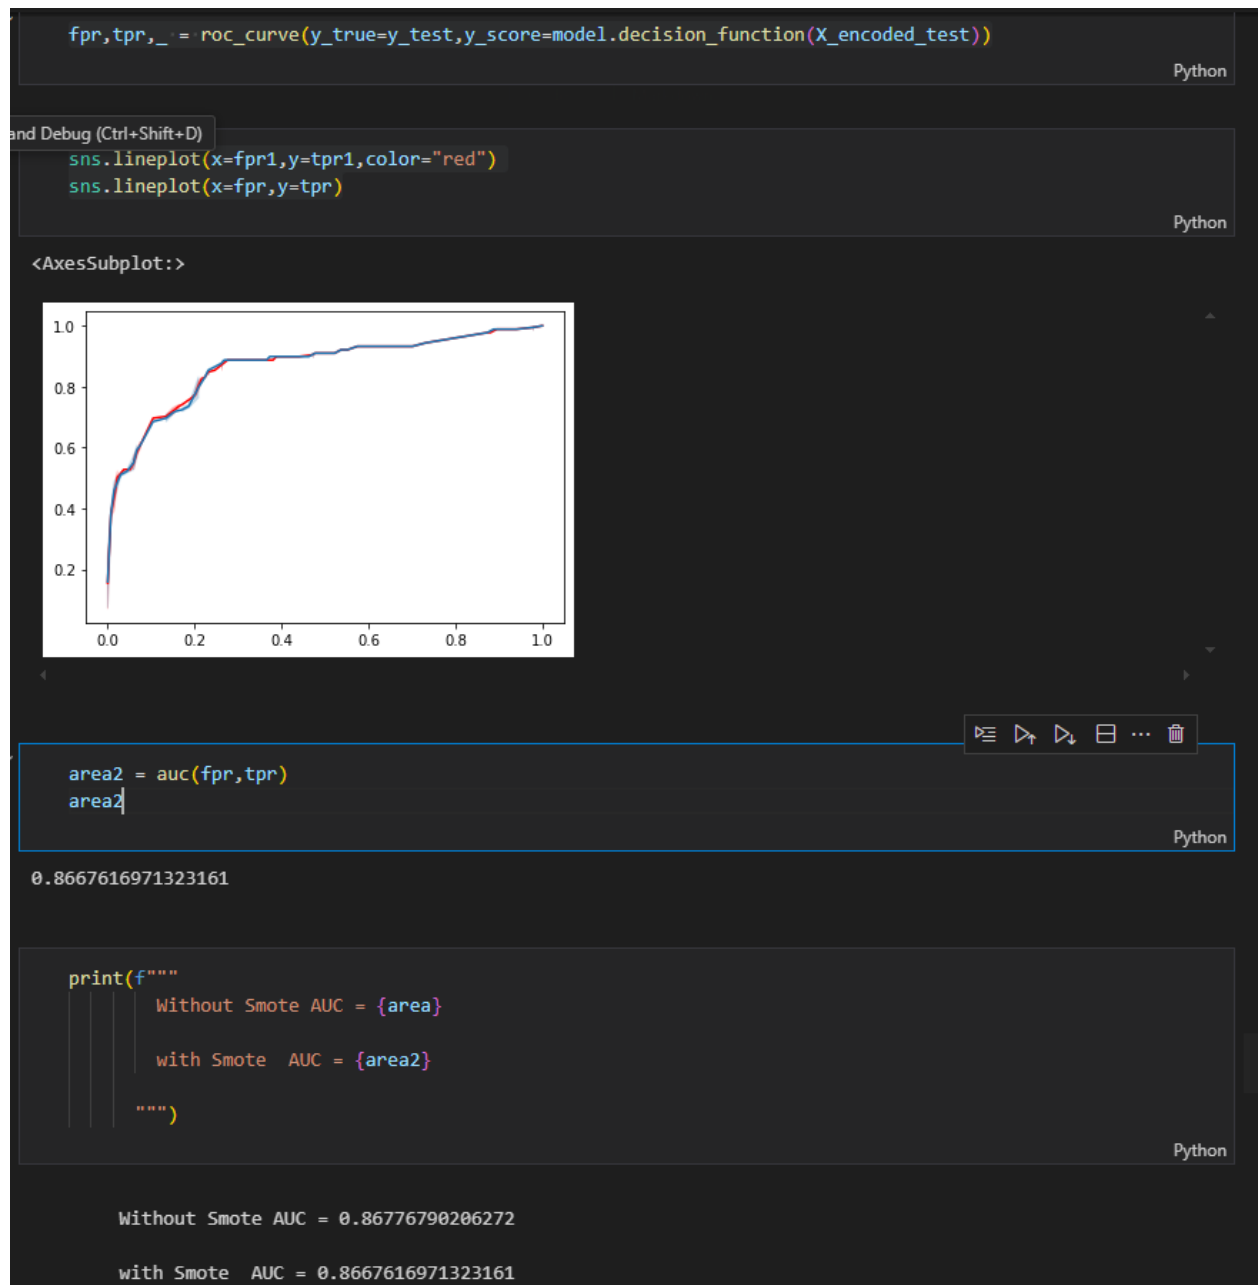 fpr,tpr,_ = roc_curve(y_true=y_test,y_score=model.decision_function(X_encoded_test))
Python
and Debug (Ctrl+Shift+D)
sns.lineplot(x=fpr1,y=tpr1,color="red")
sns.lineplot(x=fpr,y=tpr)
Python
<AxesSubplot:>
1.0
0.8
0.6
0.4
0.2
0.0 0.2 0.4 0.6 0.8 1.0
area2 = auc(fpr,tpr)
area2
Python
0.8667616971323161
print(f"""
Without Smote AUC = {area}
with Smote  AUC = {area2}
""")
Python
Without Smote AUC = 0.86776790206272
with Smote  AUC = 0.8667616971323161